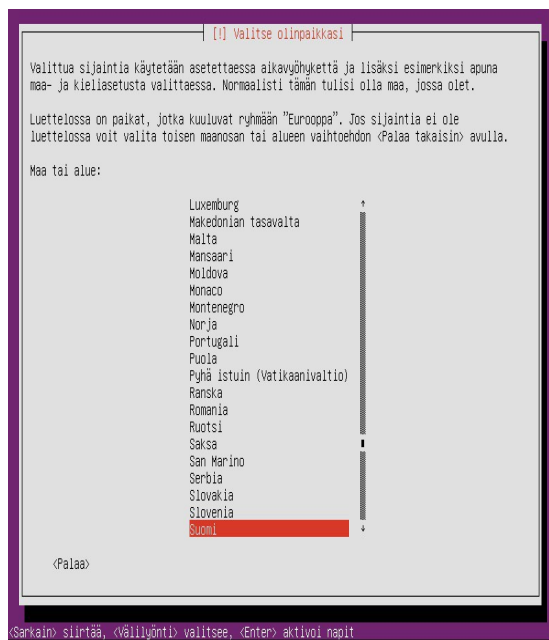 [!] Valitse olinpaikkasi
Valittua sijaintia käytetään asetettaessa aikavyöhykettä ja lisäksi esimerkiksi apuna
maa- ja kieliasetusta valittaessa. Normaalisti tämän tulisi olla maa, jossa olet.
Luettelossa on paikat, jotka kuuluvat ryhmään ”Eurooppa”. Jos sijaintia ei ole
luettelossa voit valita toisen maanosan tai alueen vaihtoehdon <Palaa takaisin> avulla.
Maa tai alue:
Luxemburg
Makedonian tasavalta
Malta
Mansaari
Moldova
Monaco
Montenegro
Norja
Portugali
Puola
Pyhä istuin (Vatikaanivaltio)
Ranska
Romania
Ruotsi
Saksa
San Marino
Serbia
Slovakia
Slovenia
Suomi
<Palaa>
<Sarkain> siirtää, <Välilyönti> valitsee, <Enter> aktivoi napit